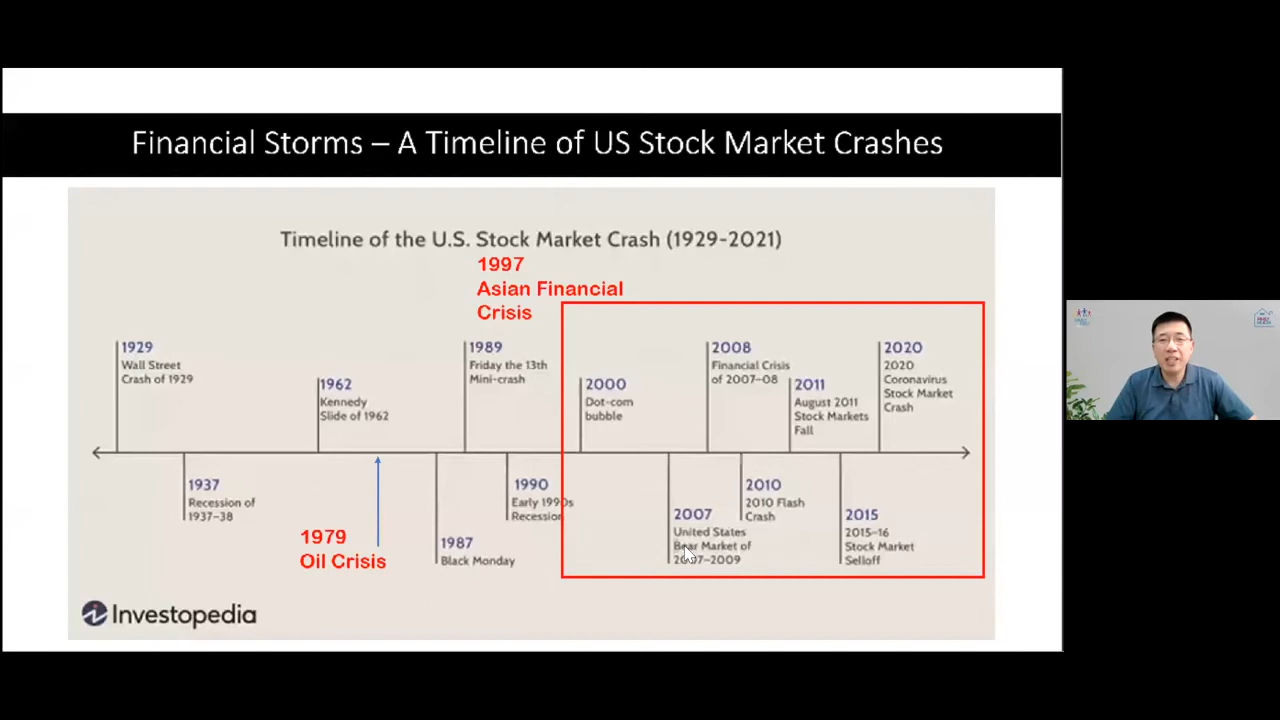 Financial Storms – A Timeline of US Stock Market Crashes
Timeline of the U.S. Stock Market Crash (1929-2021)
1997
Asian Financial
Crisis
1929
Wall Street
Crash of 1929
1962
Kennedy
Slide of 1962
1989
Friday the 13th
Mini-crash
2000
Dot-com
bubble
2008
Financial Crisis
of 2007–08
2011
August 2011
Stock Markets
Fall
2020
2020
Coronavirus
Stock Market
Crash
1937
Recession of
1937–38
1979
Oil Crisis
1987
Black Monday
1990
Early 1990s
Recession
2007
United States
Bear Market of
2007–2009
2010
2010 Flash
Crash
2015
2015–16
Stock Market
Selloff
Investopedia